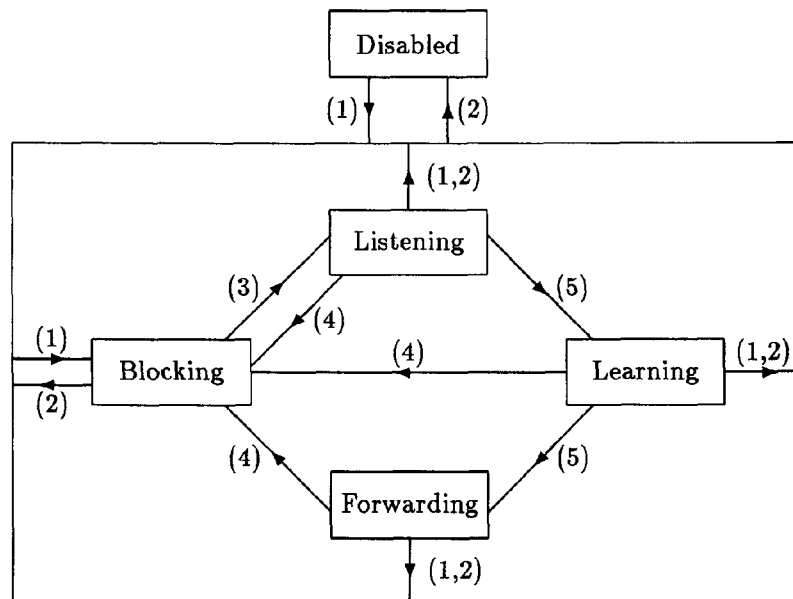 Disabled
(1)
(2)
(1,2)
Listening
(3)
(5)
(4)
(1)
(4)
(1,2)
Blocking
Learning
(2)
(4)
(5)
Forwarding
(1,2)